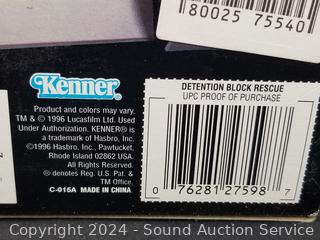 80025 75540
Kenner
DETENTION BLOCK RESCUE
UPC PROOF OF PURCHASE
Product and colors may vary.
TM & © 1996 Lucasfilm Ltd. Used
Under Authorization. KENNER® is
a trademark of Hasbro, Inc.
©1996 Hasbro, Inc., Pawtucket,
Rhode Island 02862 USA.
All Rights Reserved.
® denotes Reg. U.S. Pat. &
TM Office.
C-015A MADE IN CHINA
0 76281 27598 7
Copyright 2024 - Sound Auction Service